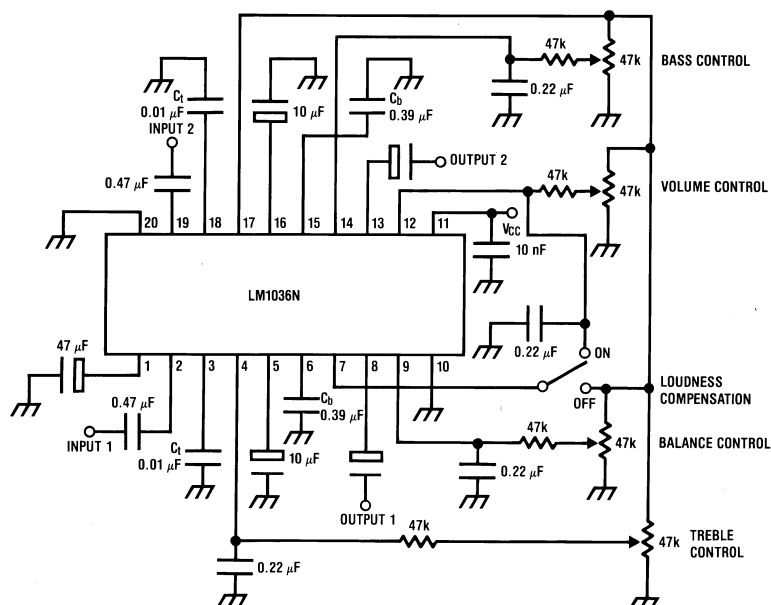 47k
47k
BASS CONTROL
0.22 µF
Ct
0.01 µF
10 µF
Cb
0.39 µF
INPUT 2
OUTPUT 2
0.47 µF
47k
47k
VOLUME CONTROL
20 19 18 17 16 15 14 13 12 11
VCC
10 nF
LM1036N
47 µF
1 2 3 4 5 6 7 8 9 10
0.22 µF
ON
OFF
LOUDNESS
COMPENSATION
0.47 µF
INPUT 1
Ct
0.01 µF
10 µF
Cb
0.39 µF
47k
47k
BALANCE CONTROL
0.22 µF
OUTPUT 1
47k
47k
TREBLE
CONTROL
0.22 µF